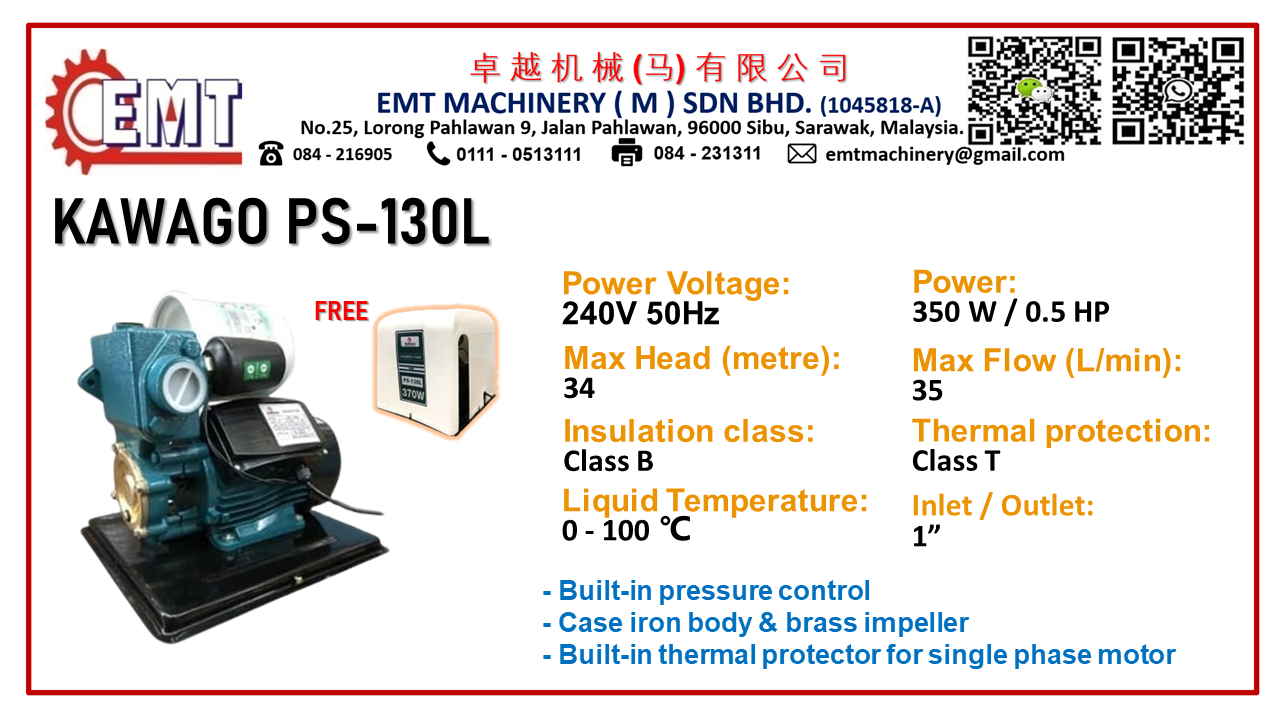 EMT
卓越机械(马)有限公司
EMT MACHINERY ( M ) SDN BHD. (1045818-A)
No.25, Lorong Pahlawan 9, Jalan Pahlawan, 96000 Sibu, Sarawak, Malaysia.
084 - 216905 0111 - 0513111 084 - 231311 emtmachinery@gmail.com
KAWAGO PS-130L
FREE
PS-130L
370W
Power Voltage:
240V 50Hz
Power:
350 W / 0.5 HP
Max Head (metre):
34
Max Flow (L/min):
35
Insulation class:
Class B
Thermal protection:
Class T
Liquid Temperature:
0 - 100 ℃
Inlet / Outlet:
1”
- Built-in pressure control
- Case iron body & brass impeller
- Built-in thermal protector for single phase motor